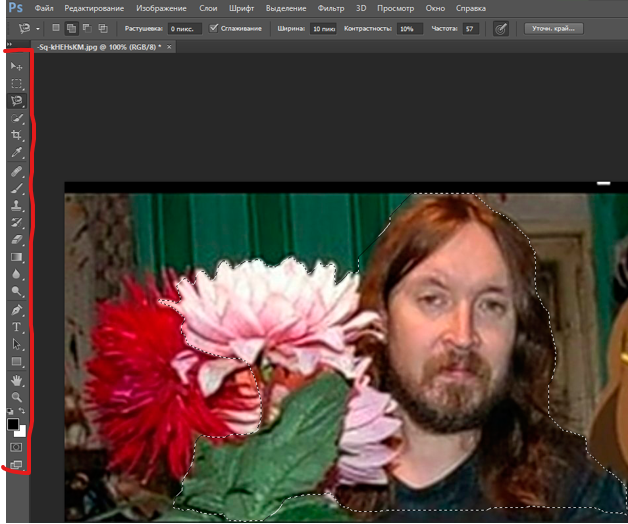 Ps Файл Редактирование Изображение Слои Шрифт Выделение Фильтр 3D Просмотр Окно Справка
Растушевка: 0 пикс. Сглаживание Ширина: 10 пикс Контрастность: 10% Частота: 57 Уточн. край...
-Sq-kHEHsKM.jpg @ 100% (RGB/8) * ×
T